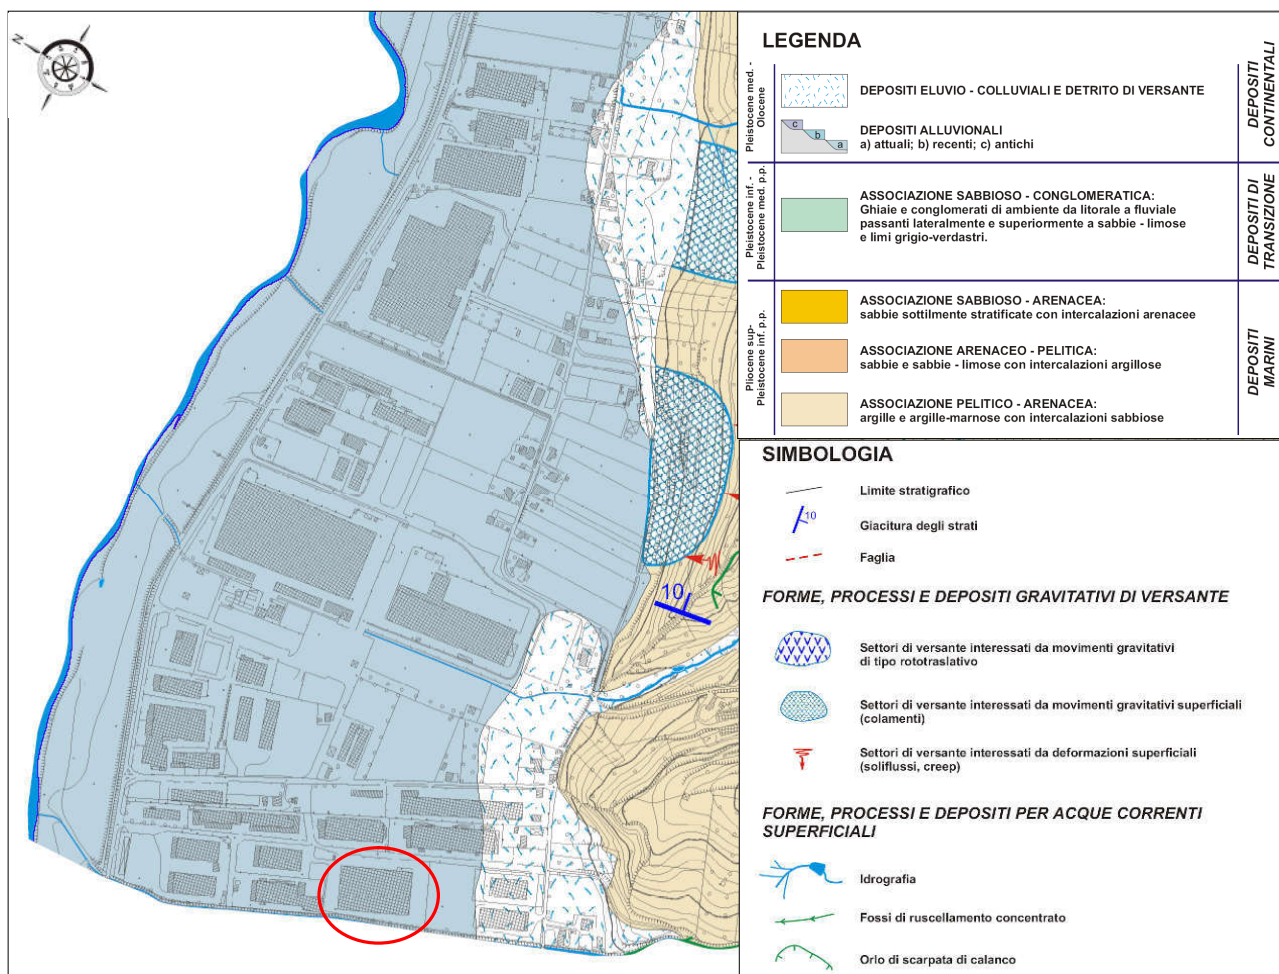 N
10
LEGENDA
Pleistocene med. -
Olocene
DEPOSITI ELUVIO - COLLUVIALI E DETRITO DI VERSANTE
c
b
a
DEPOSITI ALLUVIONALI
a) attuali; b) recenti; c) antichi
DEPOSITI
CONTINENTALI
Pleistocene inf. -
Pleistocene med. p.p.
ASSOCIAZIONE SABBIOSO - CONGLOMERATICA:
Ghiaie e conglomerati di ambiente da litorale a fluviale
passanti lateralmente e superiormente a sabbie - limose
e limi grigio-verdastri.
DEPOSITI DI
TRANSIZIONE
Pliocene sup-
Pleistocene inf. p.p.
ASSOCIAZIONE SABBIOSO - ARENACEA:
sabbie sottilmente stratificate con intercalazioni arenacee
ASSOCIAZIONE ARENACEO - PELITICA:
sabbie e sabbie - limose con intercalazioni argillose
ASSOCIAZIONE PELITICO - ARENACEA:
argille e argille-marnose con intercalazioni sabbiose
DEPOSITI
MARINI
SIMBOLOGIA
Limite stratigrafico
10
Giacitura degli strati
Faglia
FORME, PROCESSI E DEPOSITI GRAVITATIVI DI VERSANTE
Settori di versante interessati da movimenti gravitativi
di tipo rototraslativo
Settori di versante interessati da movimenti gravitativi superficiali
(colamenti)
Settori di versante interessati da deformazioni superficiali
(soliflussi, creep)
FORME, PROCESSI E DEPOSITI PER ACQUE CORRENTI
SUPERFICIALI
Idrografia
Fossi di ruscellamento concentrato
Orlo di scarpata di calanco